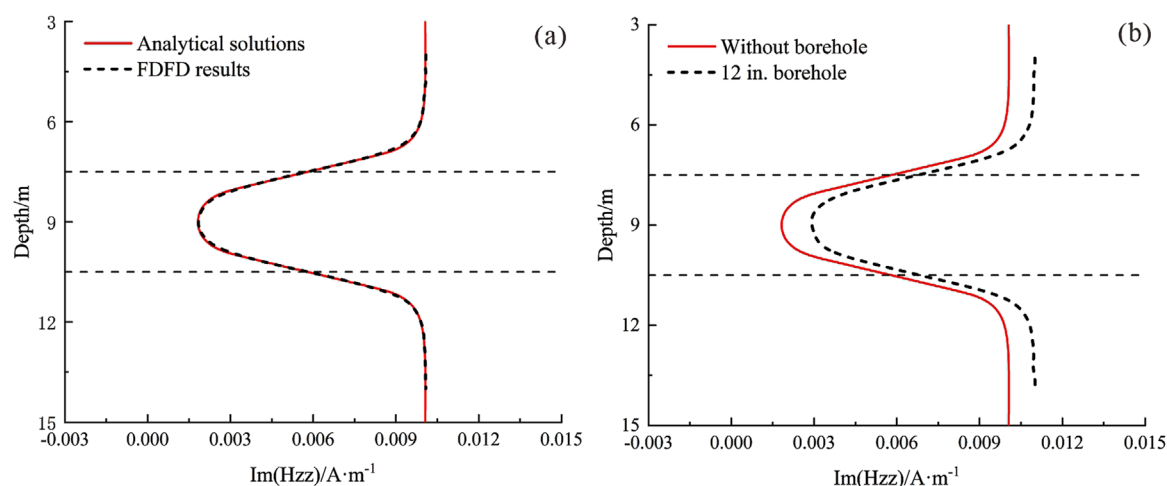 (a)
Analytical solutions
FDFD results
3
6
9
12
15
Depth/m
-0.003
0.000
0.003
0.006
0.009
0.012
0.015
Im(Hzz)/A·m⁻¹
(b)
Without borehole
12 in. borehole
3
6
9
12
15
Depth/m
-0.003
0.000
0.003
0.006
0.009
0.012
0.015
Im(Hzz)/A·m⁻¹